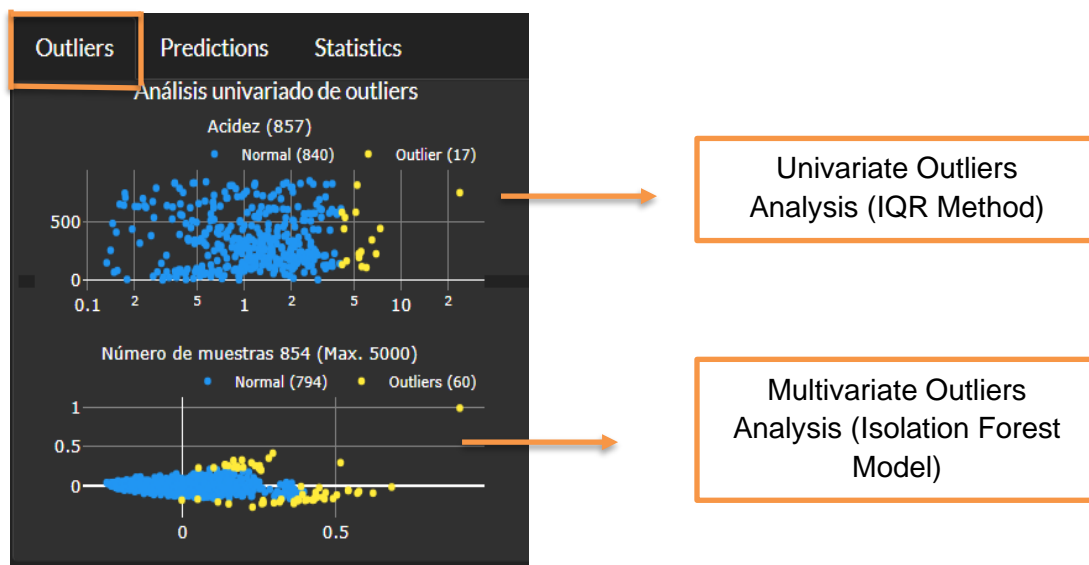 Outliers Predictions Statistics
Análisis univariado de outliers
Acidez (857)
Normal (840) Outlier (17)
500
0
0.1 2 5 1 2 5 10 2
Número de muestras 854 (Max. 5000)
Normal (794) Outliers (60)
1
0.5
0
0 0.5
Univariate Outliers
Analysis (IQR Method)
Multivariate Outliers
Analysis (Isolation Forest
Model)